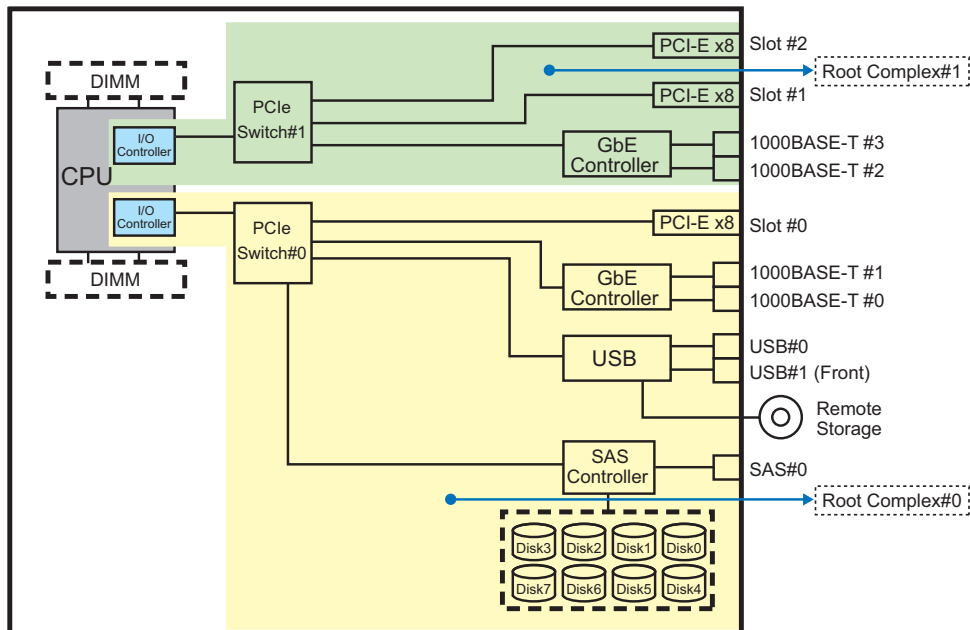 PCI-E x8
Slot #2
Root Complex#1
DIMM
PCIe
Switch#1
PCI-E x8
Slot #1
I/O
Controller
GbE
Controller
1000BASE-T #3
1000BASE-T #2
CPU
I/O
Controller
PCIe
Switch#0
PCI-E x8
Slot #0
DIMM
GbE
Controller
1000BASE-T #1
1000BASE-T #0
USB
USB#0
USB#1 (Front)
Remote
Storage
SAS
Controller
SAS#0
Root Complex#0
Disk3
Disk2
Disk1
Disk0
Disk7
Disk6
Disk5
Disk4